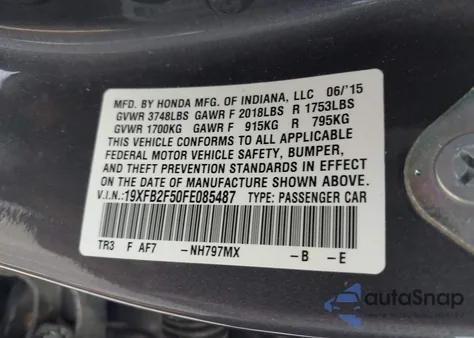 MFD. BY HONDA MFG. OF INDIANA, LLC 06/'15
GVWR 3748LBS GAWR F 2018LBS R 1753LBS
GVWR 1700KG GAWR F 915KG R 795KG
THIS VEHICLE CONFORMS TO ALL APPLICABLE
FEDERAL MOTOR VEHICLE SAFETY, BUMPER,
AND THEFT PREVENTION STANDARDS IN EFFECT
ON THE DATE OF MANUFACTURE SHOWN ABOVE.
V.I.N.: 19XFB2F50FE085487 TYPE: PASSENGER CAR
TR3 F AF7 -NH797MX -B -E
autoSnap